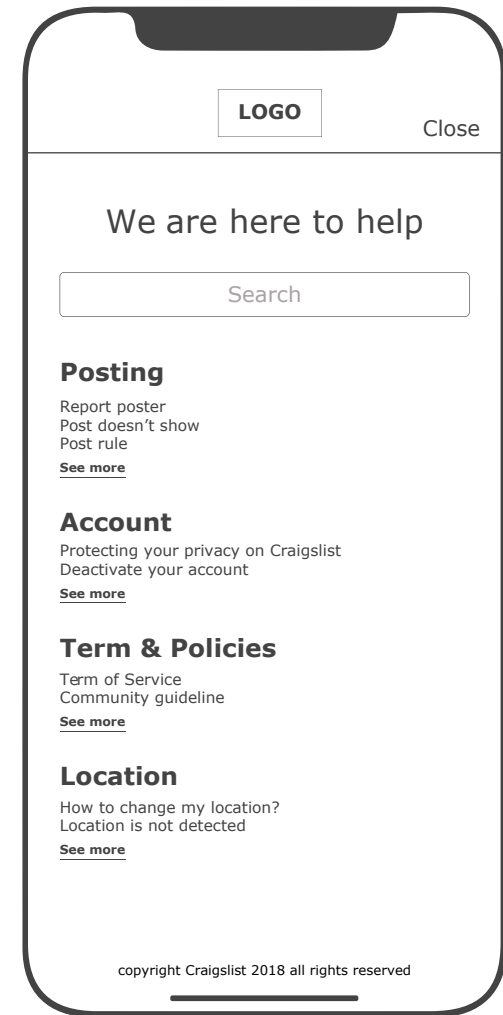 LOGO
Close
We are here to help
Search
Posting
Report poster
Post doesn’t show
Post rule
See more
Account
Protecting your privacy on Craigslist
Deactivate your account
See more
Term & Policies
Term of Service
Community guideline
See more
Location
How to change my location?
Location is not detected
See more
copyright Craigslist 2018 all rights reserved